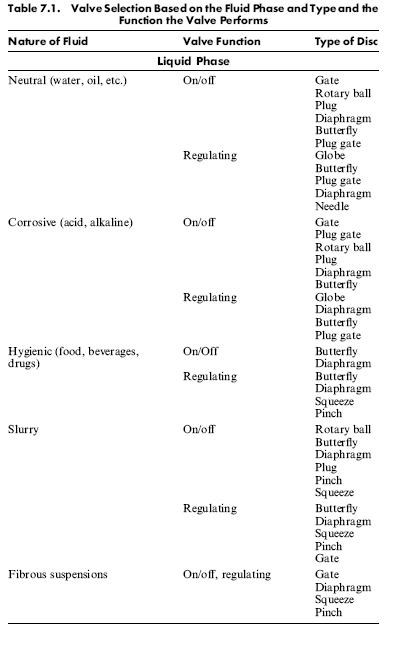 Table 7.1. Valve Selection Based on the Fluid Phase and Type and the
Function the Valve Performs
Nature of Fluid Valve Function Type of Disc
Liquid Phase
Neutral (water, oil, etc.) On/off Gate
Rotary ball
Plug
Diaphragm
Butterfly
Plug gate
Regulating Globe
Butterfly
Plug gate
Diaphragm
Needle
Corrosive (acid, alkaline) On/off Gate
Plug gate
Rotary ball
Plug
Diaphragm
Butterfly
Regulating Globe
Diaphragm
Butterfly
Plug gate
Hygienic (food, beverages, On/Off Butterfly
drugs) Diaphragm
Regulating Butterfly
Diaphragm
Squeeze
Pinch
Slurry On/off Rotary ball
Butterfly
Diaphragm
Plug
Pinch
Squeeze
Regulating Butterfly
Diaphragm
Squeeze
Pinch
Gate
Fibrous suspensions On/off, regulating Gate
Diaphragm
Squeeze
Pinch